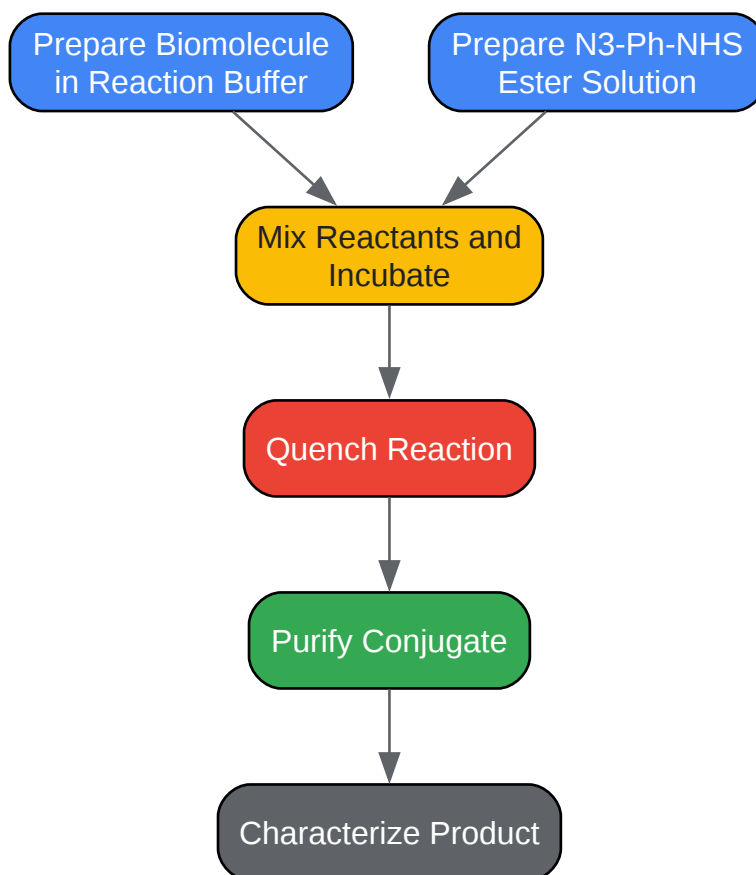 Prepare Biomolecule
in Reaction Buffer
Prepare N3-Ph-NHS
Ester Solution
Mix Reactants and
Incubate
Quench Reaction
Purify Conjugate
Characterize Product